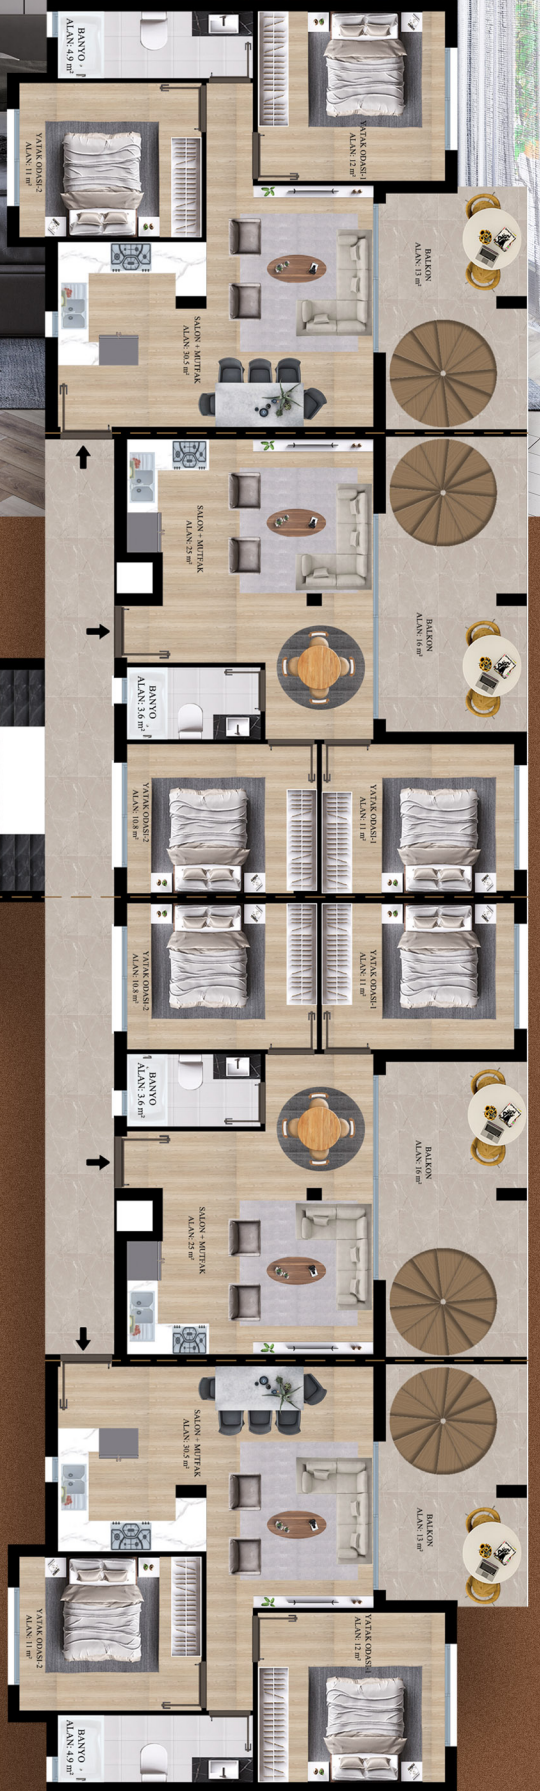 BANYO
ALAN: 4.9 m²
YATAK ODASI-1
ALAN: 12 m²
YATAK ODASI-2
ALAN: 11 m²
BALKON
ALAN: 13 m²
SALON + MUTFAK
ALAN: 30.5 m²
SALON + MUTFAK
ALAN: 25 m²
BALKON
ALAN: 16 m²
BANYO
ALAN: 3.6 m²
YATAK ODASI-2
ALAN: 10.8 m²
YATAK ODASI-1
ALAN: 11 m²
YATAK ODASI-2
ALAN: 10.8 m²
YATAK ODASI-1
ALAN: 11 m²
BANYO
ALAN: 3.6 m²
BALKON
ALAN: 16 m²
SALON + MUTFAK
ALAN: 25 m²
SALON + MUTFAK
ALAN: 30.5 m²
BALKON
ALAN: 13 m²
YATAK ODASI-2
ALAN: 11 m²
YATAK ODASI-1
ALAN: 12 m²
BANYO
ALAN: 4.9 m²